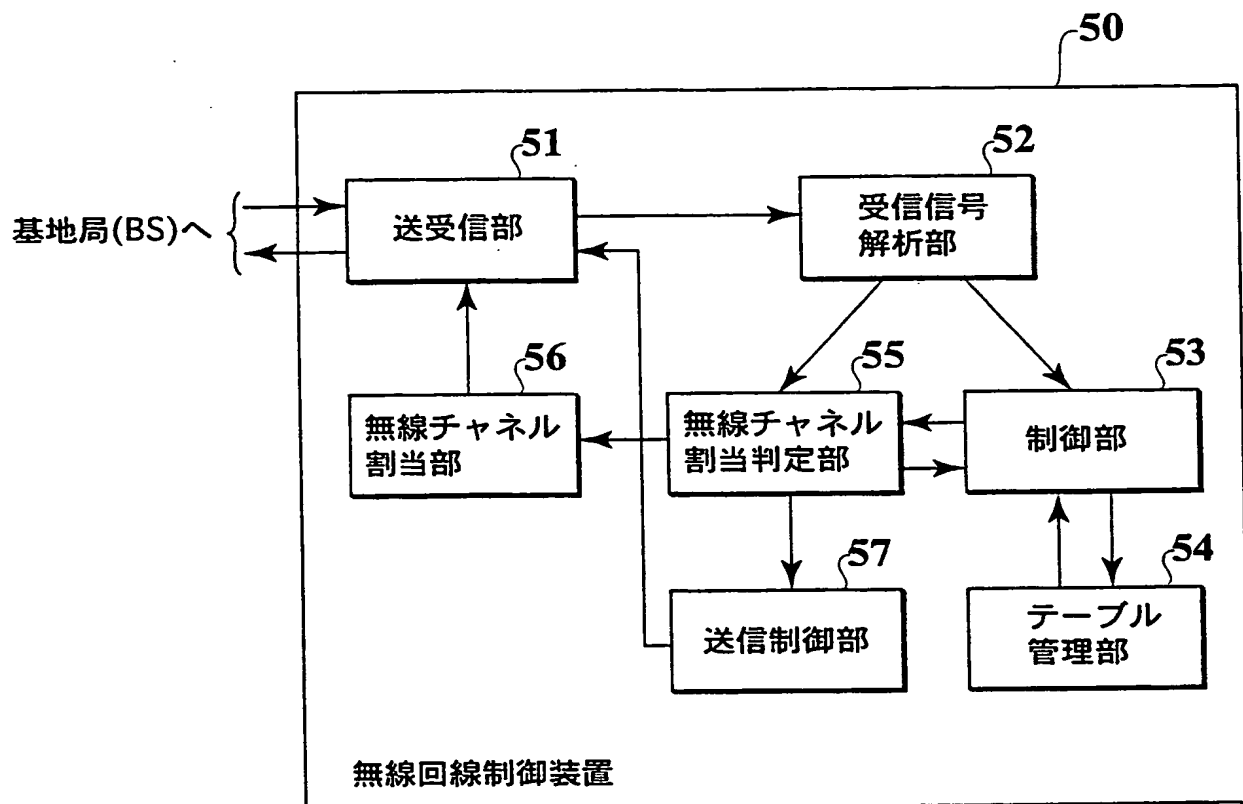 50
51
52
基地局(BS)へ
送受信部
受信信号
解析部
56
55
53
無線チャネル
割当部
無線チャネル
割当判定部
制御部
57
54
送信制御部
テーブル
管理部
無線回線制御装置